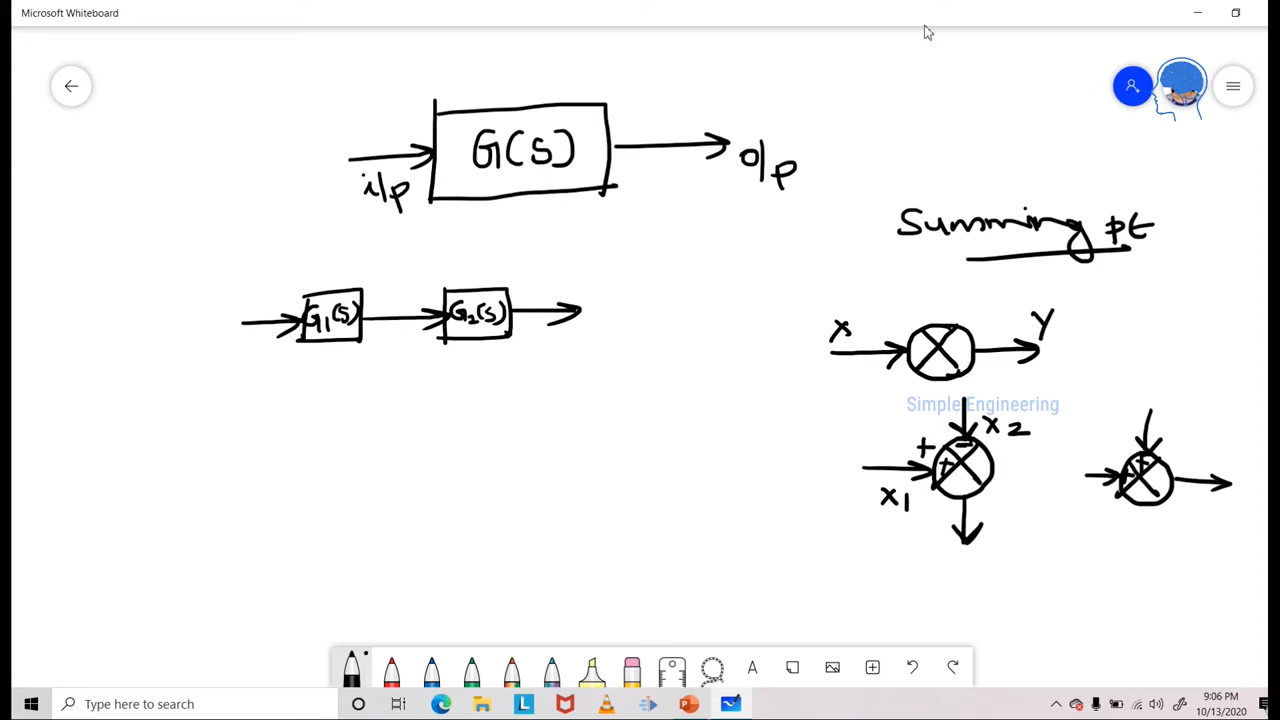 Microsoft Whiteboard
G(S)
i/p
o/p
Summing pt
G1(S)
G2(S)
X
Y
Simple Engineering
X2
+
-
+
X1
+
+
A
Type here to search
L
9:06 PM
10/13/2020